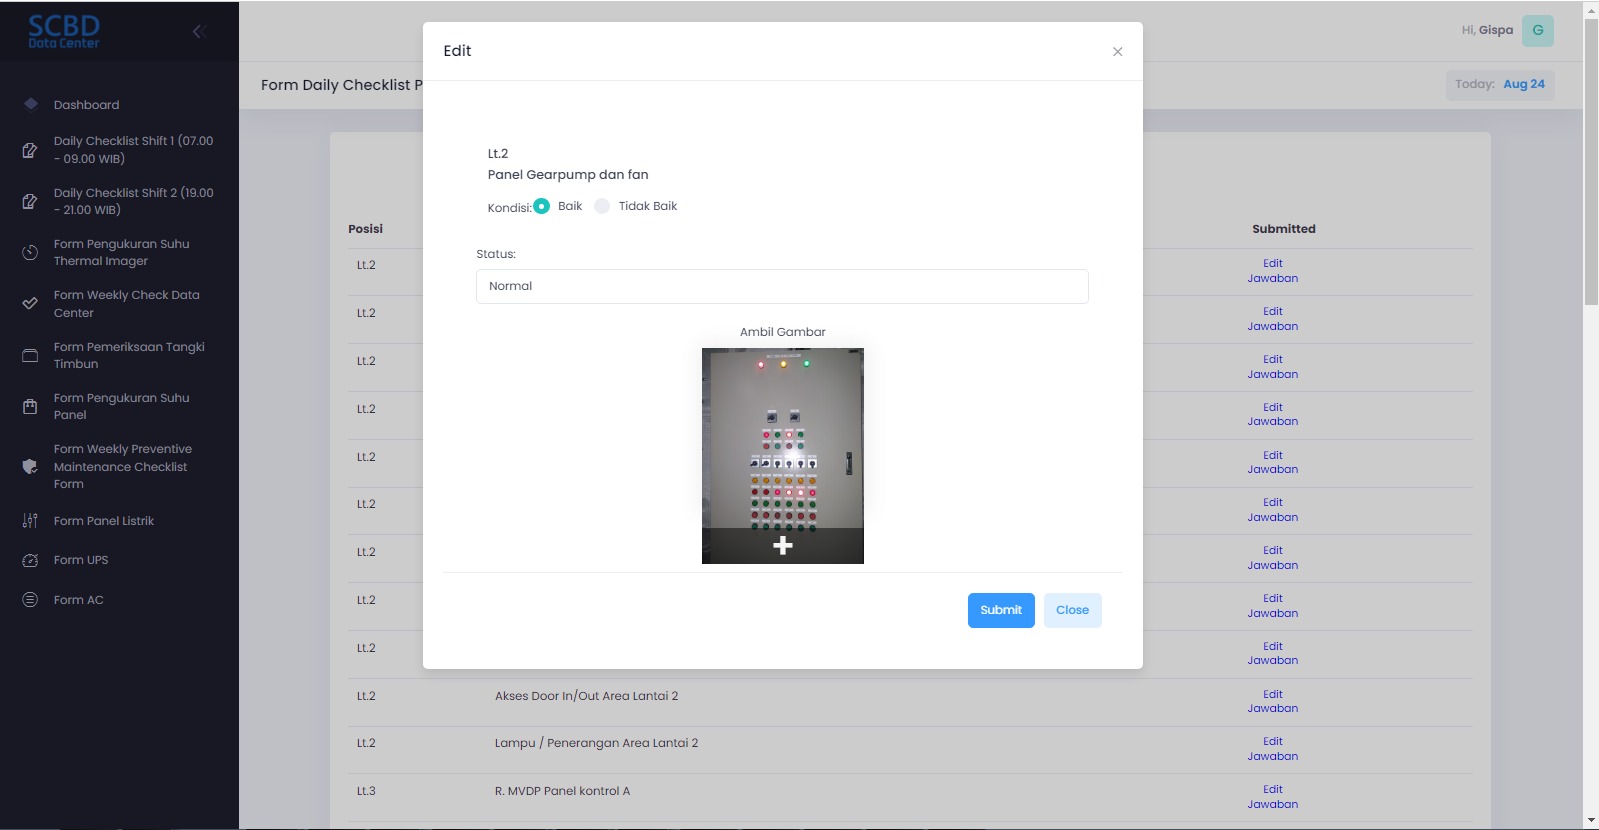 SCBD
Data Center
Dashboard
Daily Checklist Shift 1 (07.00
- 09.00 WIB)
Daily Checklist Shift 2 (19.00
- 21.00 WIB)
Form Pengukuran Suhu
Thermal Imager
Form Weekly Check Data
Center
Form Pemeriksaan Tangki
Timbun
Form Pengukuran Suhu
Panel
Form Weekly Preventive
Maintenance Checklist
Form
Form Panel Listrik
Form UPS
Form AC
Hi, Gispa
G
Form Daily Checklist P
Today: Aug 24
Edit
Lt.2
Panel Gearpump dan fan
Kondisi: Baik Tidak Baik
Status:
Normal
Ambil Gambar
Submit Close
Posisi Submitted
Lt.2 Edit
Jawaban
Lt.2 Edit
Jawaban
Lt.2 Edit
Jawaban
Lt.2 Edit
Jawaban
Lt.2 Edit
Jawaban
Lt.2 Edit
Jawaban
Lt.2 Edit
Jawaban
Lt.2 Edit
Jawaban
Lt.2 Edit
Jawaban
Lt.2 Akses Door In/Out Area Lantai 2 Edit
Jawaban
Lt.2 Lampu / Penerangan Area Lantai 2 Edit
Jawaban
Lt.3 R. MVDP Panel kontrol A Edit
Jawaban